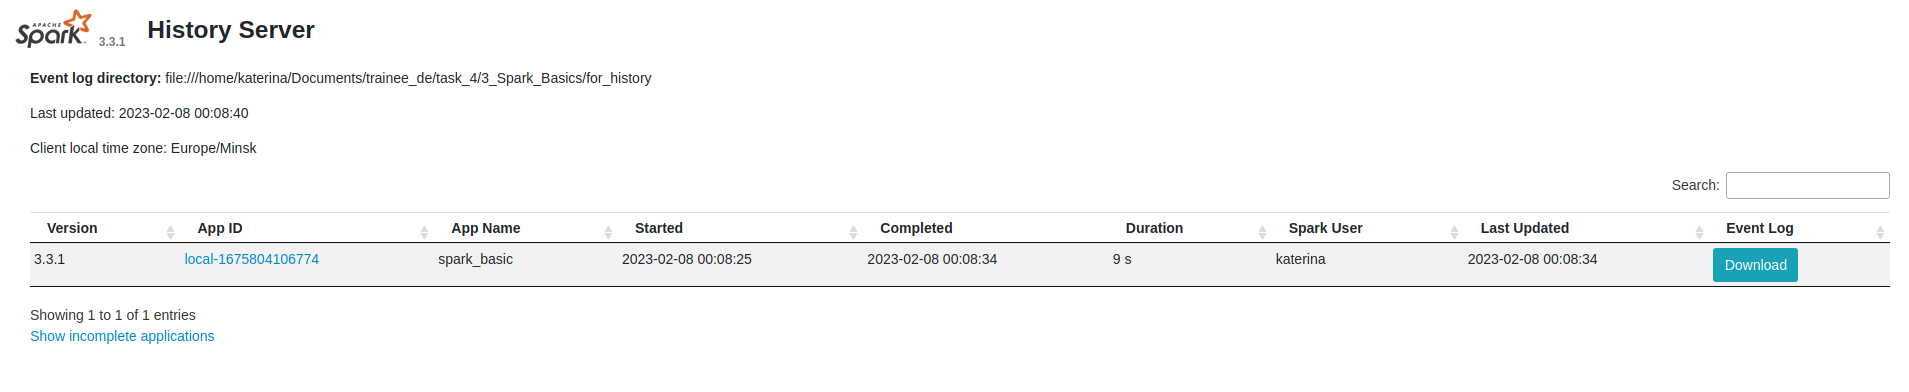 APACHE Spark 3.3.1 History Server
Event log directory: file:///home/katerina/Documents/trainee_de/task_4/3_Spark_Basics/for_history
Last updated: 2023-02-08 00:08:40
Client local time zone: Europe/Minsk
Search:
Version App ID App Name Started Completed Duration Spark User Last Updated Event Log
3.3.1 local-1675804106774 spark_basic 2023-02-08 00:08:25 2023-02-08 00:08:34 9 s katerina 2023-02-08 00:08:34 Download
Showing 1 to 1 of 1 entries
Show incomplete applications